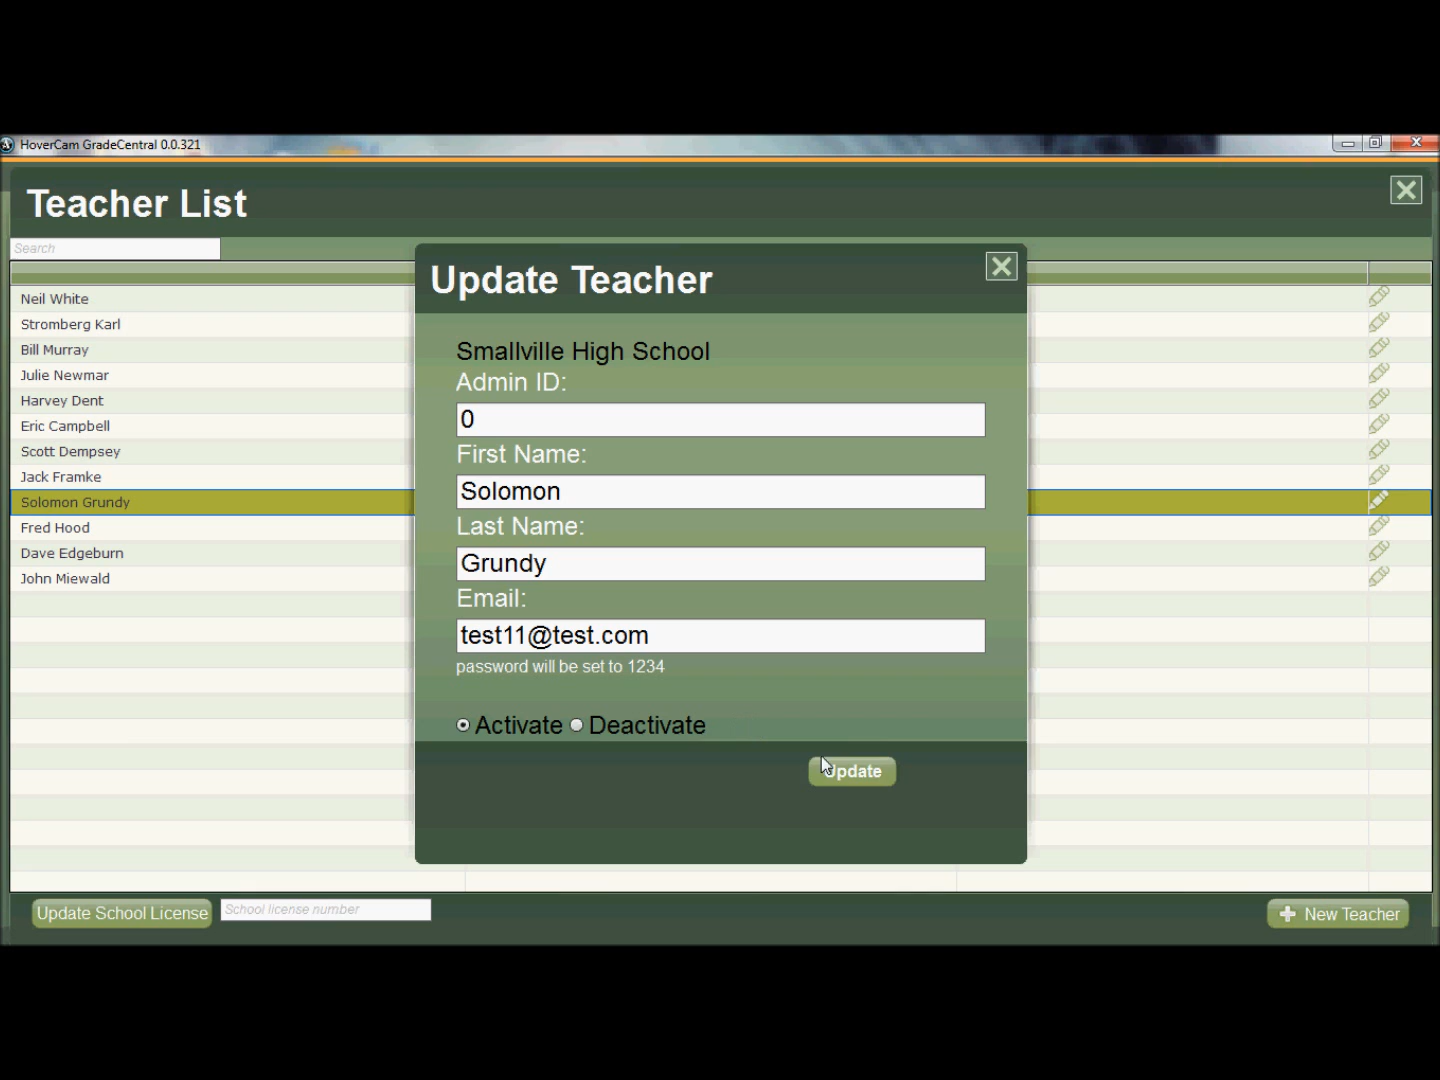 HoverCam GradeCentral 0.0.321
Teacher List
Search
Neil White
Stromberg Karl
Bill Murray
Julie Newmar
Harvey Dent
Eric Campbell
Scott Dempsey
Jack Framke
Solomon Grundy
Fred Hood
Dave Edgeburn
John Miewald
Update Teacher
Smallville High School
Admin ID:
0
First Name:
Solomon
Last Name:
Grundy
Email:
test11@test.com
password will be set to 1234
Activate Deactivate
Update
Update School License School license number
New Teacher